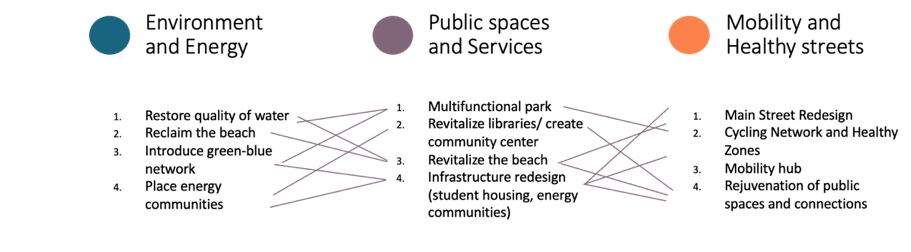 Environment
and Energy
Public spaces
and Services
Mobility and
Healthy streets
1. Restore quality of water
2. Reclaim the beach
3. Introduce green-blue
network
4. Place energy
communities
1. Multifunctional park
2. Revitalize libraries/ create
community center
3. Revitalize the beach
4. Infrastructure redesign
(student housing, energy
communities)
1. Main Street Redesign
2. Cycling Network and Healthy
Zones
3. Mobility hub
4. Rejuvenation of public
spaces and connections